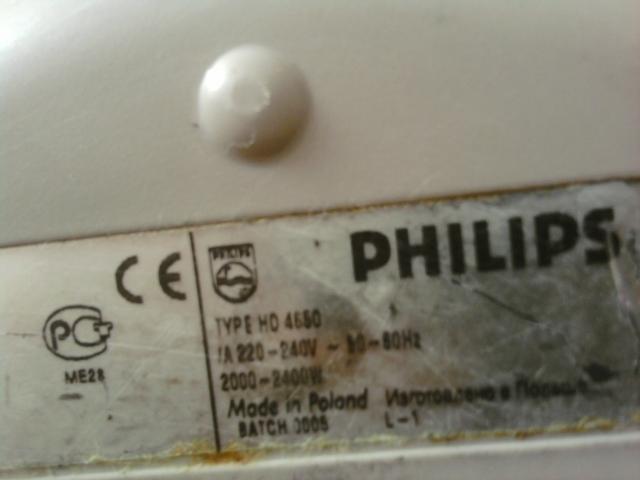 PHILIPS
PHILIPS
CE
PC
ME28
TYPE HD 4650
220-240V ~ 50-60Hz
2000-2400W
Made in Poland Изготовлено в
BATCH 0005 L-1